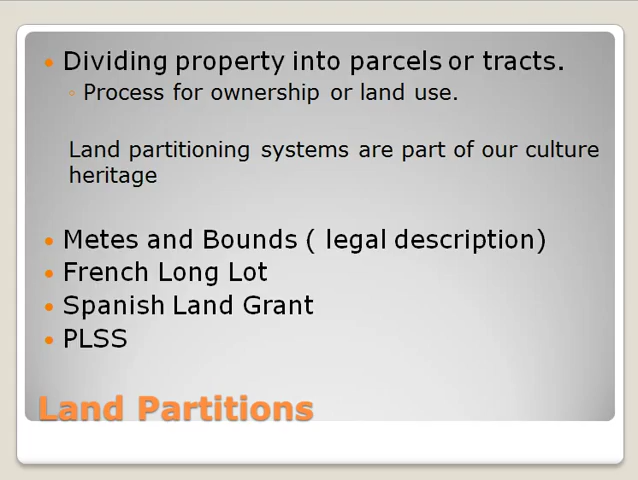 Dividing property into parcels or tracts.
Process for ownership or land use.
Land partitioning systems are part of our culture
heritage
Metes and Bounds ( legal description)
French Long Lot
Spanish Land Grant
PLSS
Land Partitions